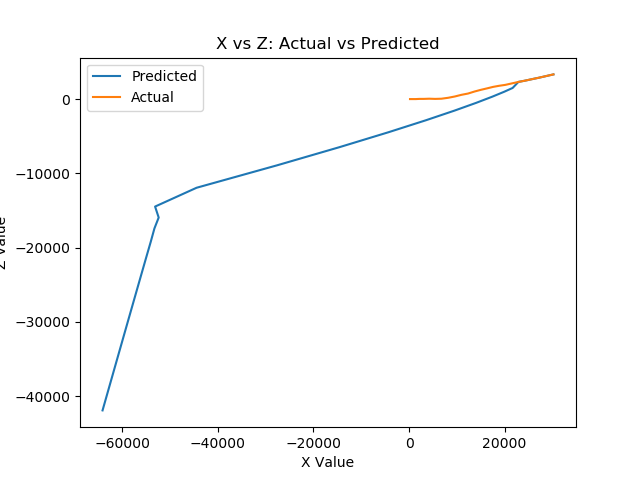 X vs Z: Actual vs Predicted
Predicted
Actual
0
−10000
−20000
−30000
−40000
Z Value
−60000
−40000
−20000
0
20000
X Value